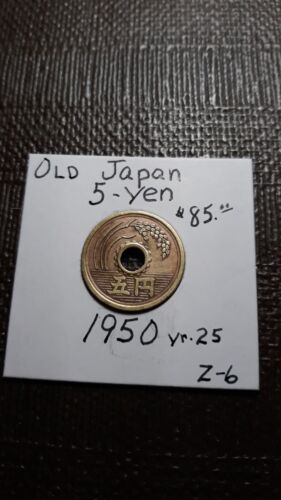 OLD Japan
5-yen
$85.00
五円
1950 yr.25
Z-6